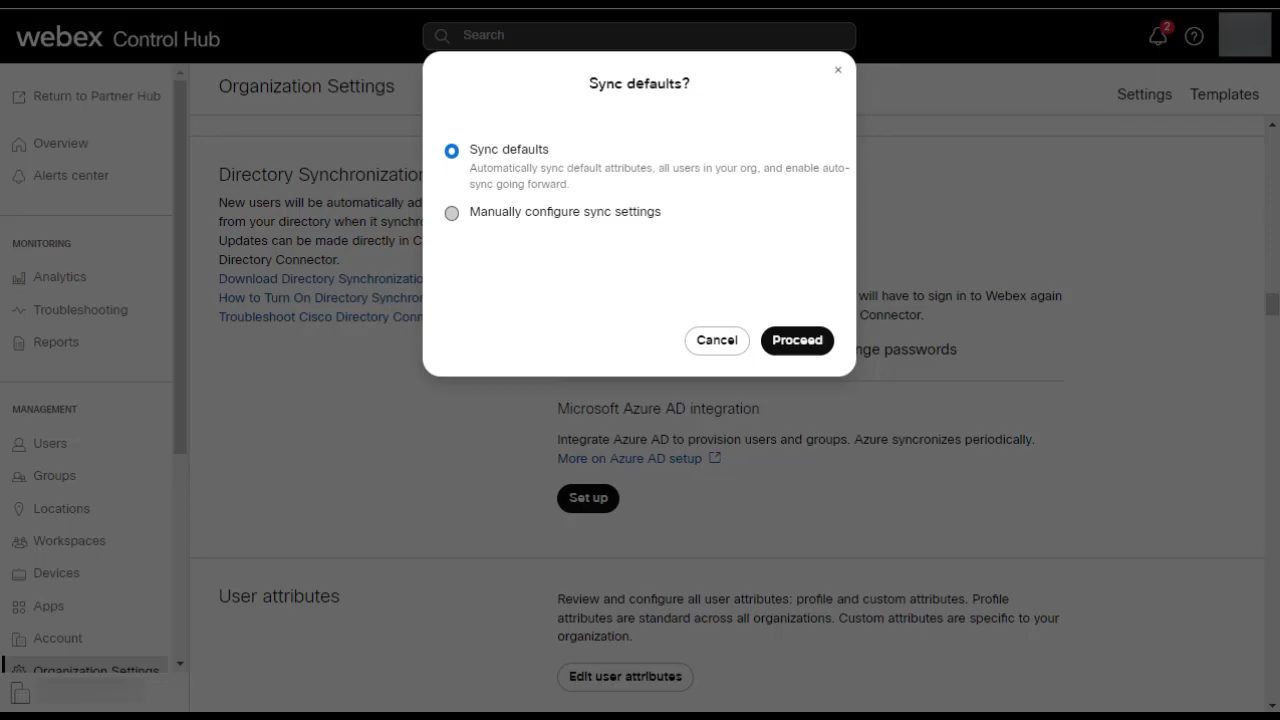 webex Control Hub
Search
2
Return to Partner Hub
Overview
Alerts center
MONITORING
Analytics
Troubleshooting
Reports
MANAGEMENT
Users
Groups
Locations
Workspaces
Devices
Apps
Account
Organization Settings
Organization Settings
Settings
Templates
Directory Synchronization
New users will be automatically ad
from your directory when it synchr
Updates can be made directly in C
Directory Connector.
Download Directory Synchronizatio
How to Turn On Directory Synchron
Troubleshoot Cisco Directory Conn
Sync defaults?
×
Sync defaults
Automatically sync default attributes, all users in your org, and enable auto-
sync going forward.
Manually configure sync settings
Cancel
Proceed
will have to sign in to Webex again
Connector.
nge passwords
Microsoft Azure AD integration
Integrate Azure AD to provision users and groups. Azure syncronizes periodically.
More on Azure AD setup
Set up
User attributes
Review and configure all user attributes: profile and custom attributes. Profile
attributes are standard across all organizations. Custom attributes are specific to your
organization.
Edit user attributes